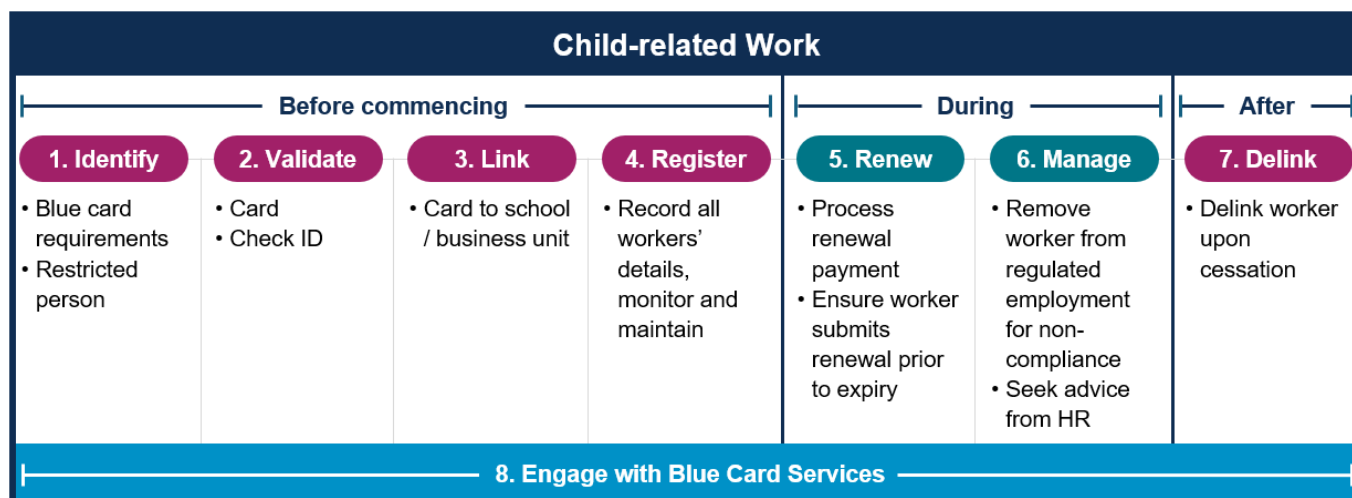 Child-related Work
Before commencing
During
After
1. Identify
2. Validate
3. Link
4. Register
5. Renew
6. Manage
7. Delink
• Blue card
requirements
• Restricted
person
• Card
• Check ID
• Card to school
/ business unit
• Record all
workers’
details,
monitor and
maintain
• Process
renewal
payment
• Ensure worker
submits
renewal prior
to expiry
• Remove
worker from
regulated
employment
for non-
compliance
• Seek advice
from HR
• Delink worker
upon
cessation
8. Engage with Blue Card Services